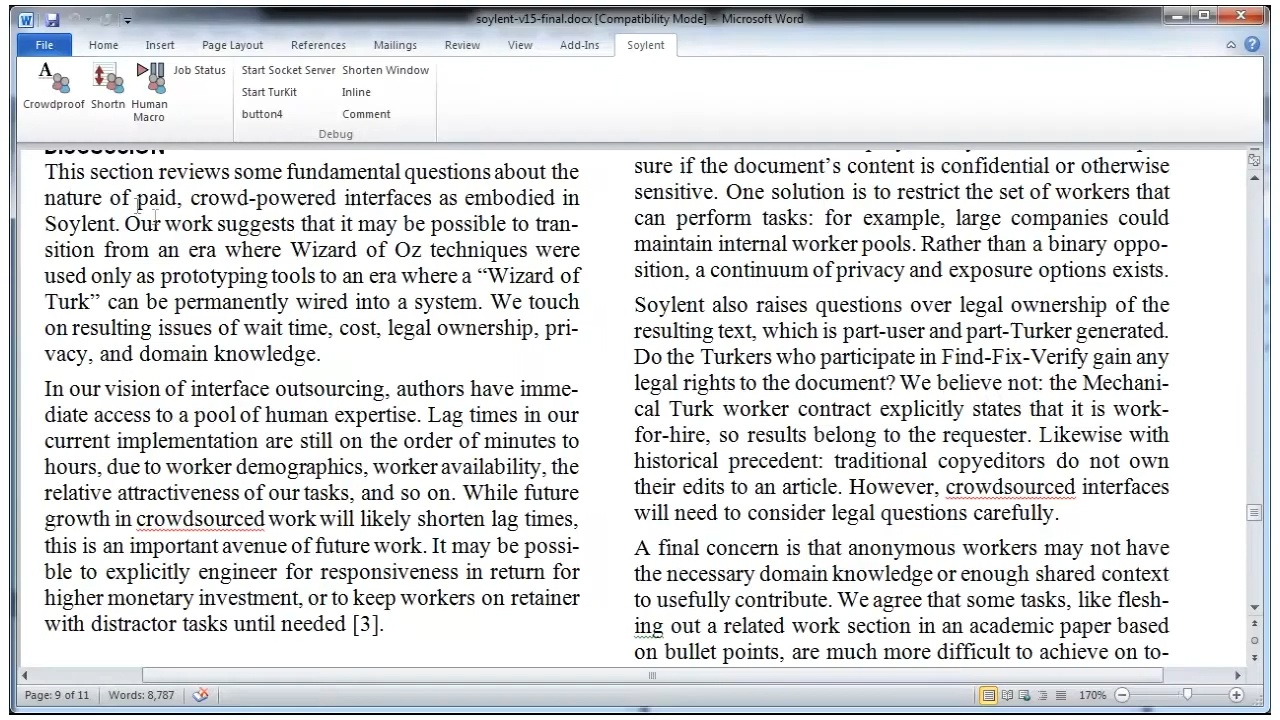 soylent-v15-final.docx [Compatibility Mode] - Microsoft Word
File Home Insert Page Layout References Mailings Review View Add-Ins Soylent
Crowdproof
Shortn
Human Macro
Job Status
Start Socket Server Shorten Window
Start TurKit Inline
button4 Comment
Debug
DISCUSSION
This section reviews some fundamental questions about the
nature of paid, crowd-powered interfaces as embodied in
Soylent. Our work suggests that it may be possible to tran-
sition from an era where Wizard of Oz techniques were
used only as prototyping tools to an era where a “Wizard of
Turk” can be permanently wired into a system. We touch
on resulting issues of wait time, cost, legal ownership, pri-
vacy, and domain knowledge.
In our vision of interface outsourcing, authors have imme-
diate access to a pool of human expertise. Lag times in our
current implementation are still on the order of minutes to
hours, due to worker demographics, worker availability, the
relative attractiveness of our tasks, and so on. While future
growth in crowdsourced work will likely shorten lag times,
this is an important avenue of future work. It may be possi-
ble to explicitly engineer for responsiveness in return for
higher monetary investment, or to keep workers on retainer
with distractor tasks until needed [3].
sure if the document’s content is confidential or otherwise
sensitive. One solution is to restrict the set of workers that
can perform tasks: for example, large companies could
maintain internal worker pools. Rather than a binary oppo-
sition, a continuum of privacy and exposure options exists.
Soylent also raises questions over legal ownership of the
resulting text, which is part-user and part-Turker generated.
Do the Turkers who participate in Find-Fix-Verify gain any
legal rights to the document? We believe not: the Mechani-
cal Turk worker contract explicitly states that it is work-
for-hire, so results belong to the requester. Likewise with
historical precedent: traditional copyeditors do not own
their edits to an article. However, crowdsourced interfaces
will need to consider legal questions carefully.
A final concern is that anonymous workers may not have
the necessary domain knowledge or enough shared context
to usefully contribute. We agree that some tasks, like flesh-
ing out a related work section in an academic paper based
on bullet points, are much more difficult to achieve on to-
Page: 9 of 11 Words: 8,787 170%